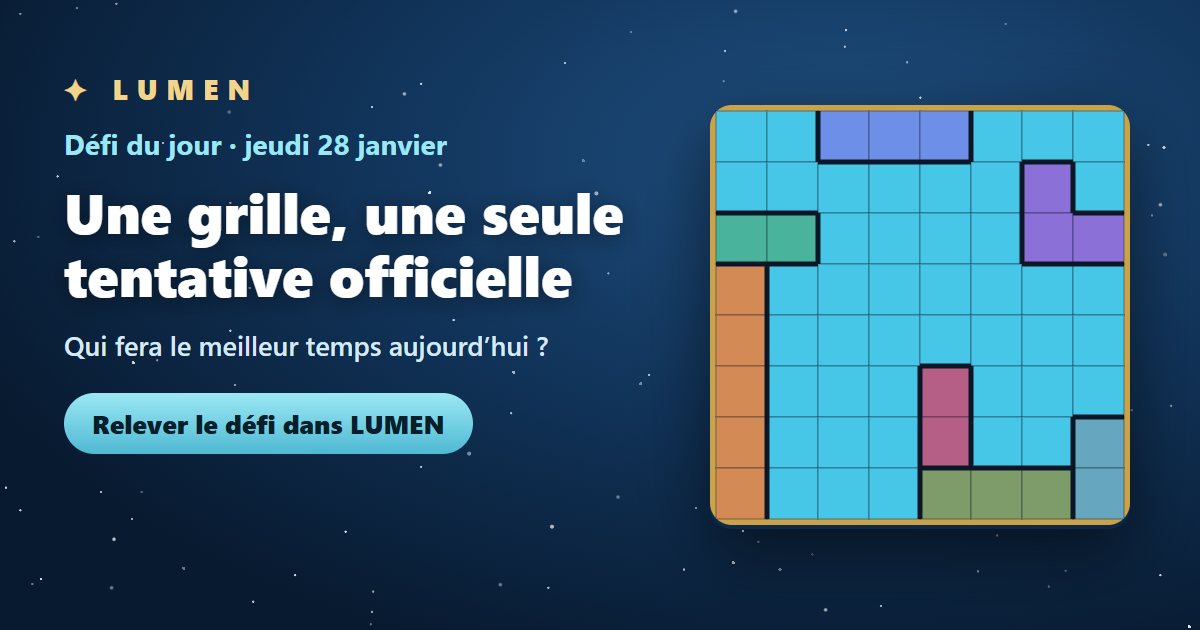 LUMEN
Défi du jour · jeudi 28 janvier
Une grille, une seule
tentative officielle
Qui fera le meilleur temps aujourd’hui ?
Relever le défi dans LUMEN